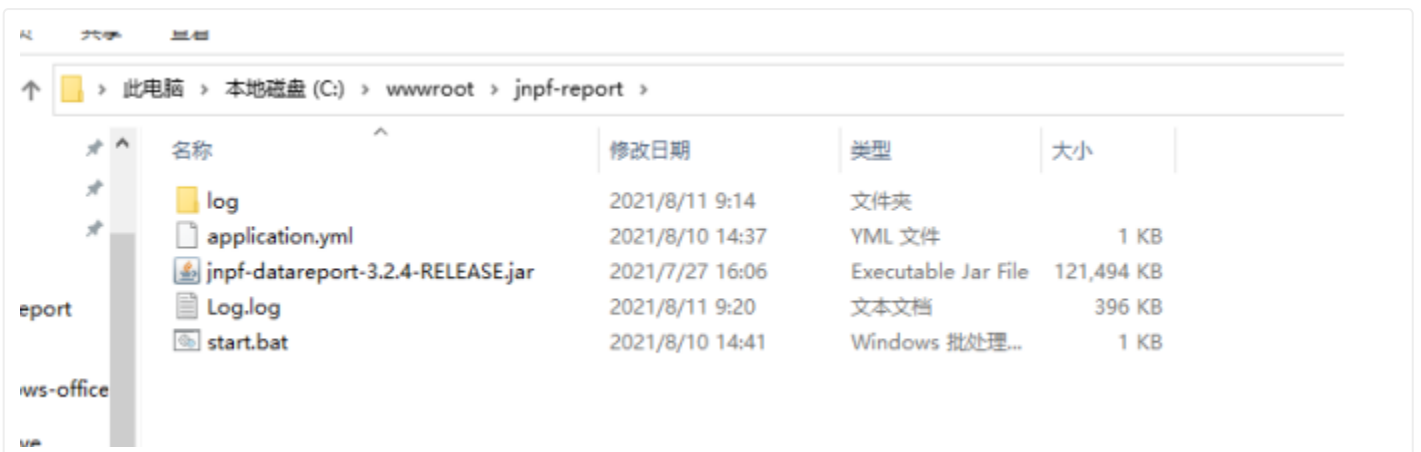 共享 查看
此电脑 › 本地磁盘 (C:) › wwwroot › jnpf-report ›
名称 修改日期 类型 大小
log 2021/8/11 9:14 文件夹
application.yml 2021/8/10 14:37 YML 文件 1 KB
jnpf-datareport-3.2.4-RELEASE.jar 2021/7/27 16:06 Executable Jar File 121,494 KB
eport
Log.log 2021/8/11 9:20 文本文档 396 KB
start.bat 2021/8/10 14:41 Windows 批处理... 1 KB
ws-office